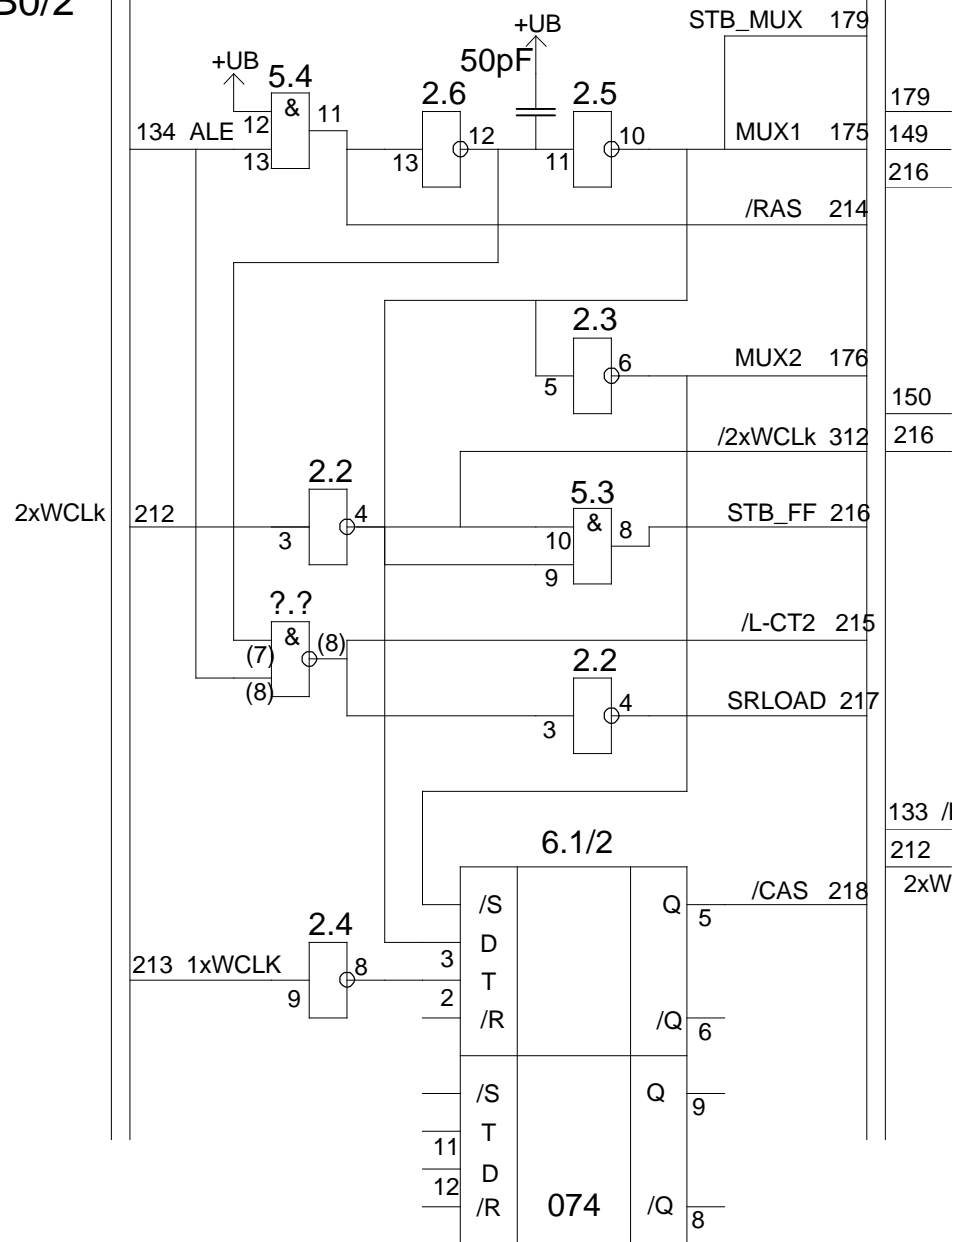 B0/2
STB_MUX 179
+UB
50pF
+UB
5.4
2.6
2.5
&
11
179
134 ALE
12
12
10
MUX1 175
149
13
13
11
216
/RAS 214
2.3
6
MUX2 176
5
150
/2xWCLk 312
216
2.2
5.3
2xWCLk
212
4
&
8
STB_FF 216
3
10
9
?.?
&
(8)
/L-CT2 215
(7)
2.2
(8)
4
SRLOAD 217
3
133 /
6.1/2
212
2xW
/S
Q
/CAS 218
5
2.4
D
3
213 1xWCLK
8
T
9
2
/R
/Q
6
/S
Q
9
T
11
D
12
/R
074
/Q
8